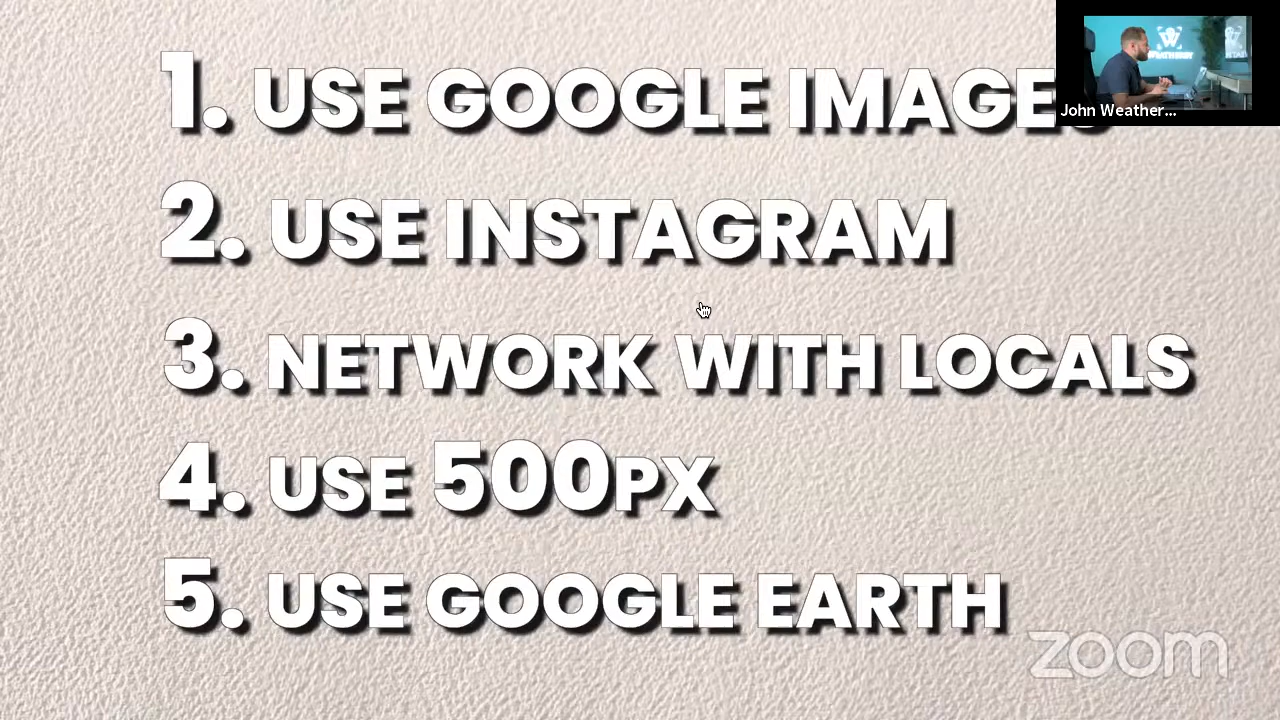 1. USE GOOGLE IMAGES
2. USE INSTAGRAM
3. NETWORK WITH LOCALS
4. USE 500PX
5. USE GOOGLE EARTH
John Weather...
zoom